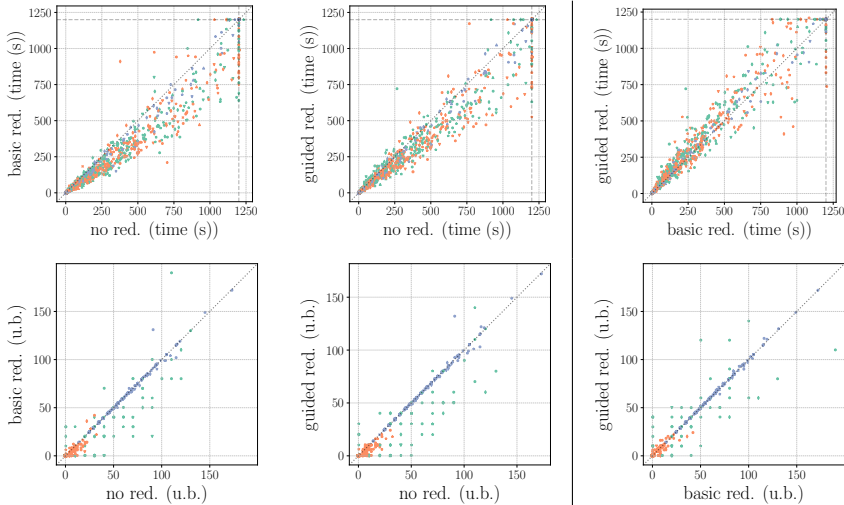 1250
1000
750
500
250
0
basic red. (time (s))
0 250 500 750 1000 1250
no red. (time (s))
1250
1000
750
500
250
0
guided red. (time (s))
0 250 500 750 1000 1250
no red. (time (s))
1250
1000
750
500
250
0
guided red. (time (s))
0 250 500 750 1000 1250
basic red. (time (s))
150
100
50
0
basic red. (u.b.)
0 50 100 150
no red. (u.b.)
150
100
50
0
guided red. (u.b.)
0 50 100 150
no red. (u.b.)
150
100
50
0
guided red. (u.b.)
0 50 100 150
basic red. (u.b.)